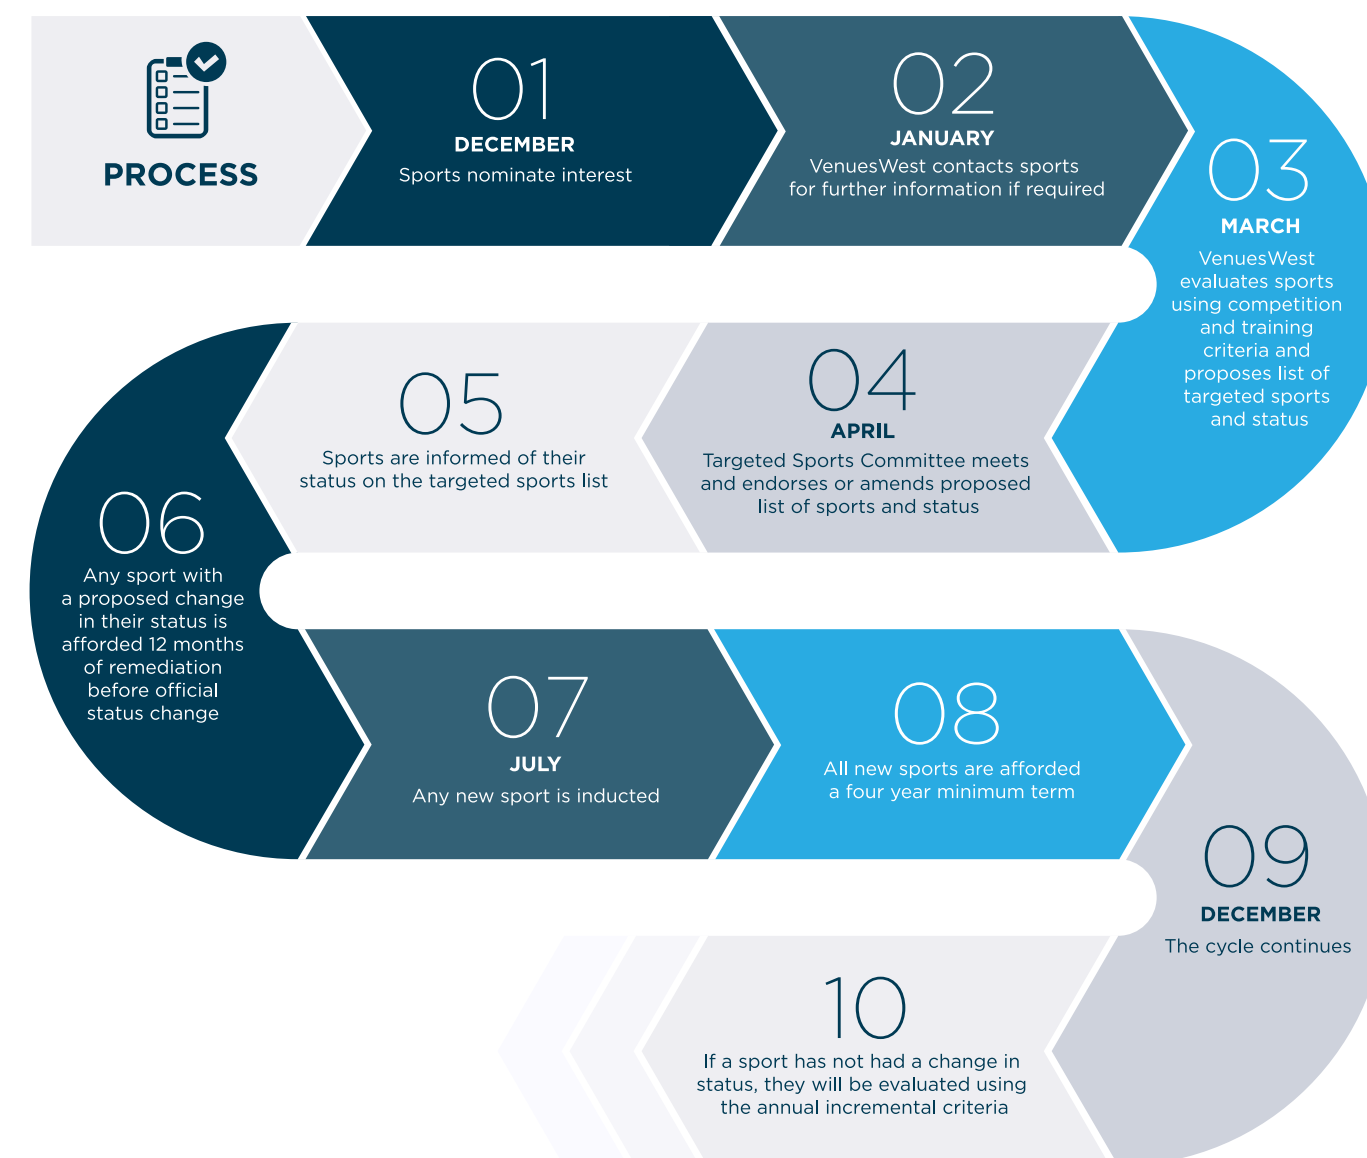 PROCESS
01
DECEMBER
Sports nominate interest
02
JANUARY
VenuesWest contacts sports
for further information if required
03
MARCH
VenuesWest
evaluates sports
using competition
and training
criteria and
proposes list of
targeted sports
and status
04
APRIL
Targeted Sports Committee meets
and endorses or amends proposed
list of sports and status
05
Sports are informed of their
status on the targeted sports list
06
Any sport with
a proposed change
in their status is
afforded 12 months
of remediation
before official
status change
07
JULY
Any new sport is inducted
08
All new sports are afforded
a four year minimum term
09
DECEMBER
The cycle continues
10
If a sport has not had a change in
status, they will be evaluated using
the annual incremental criteria